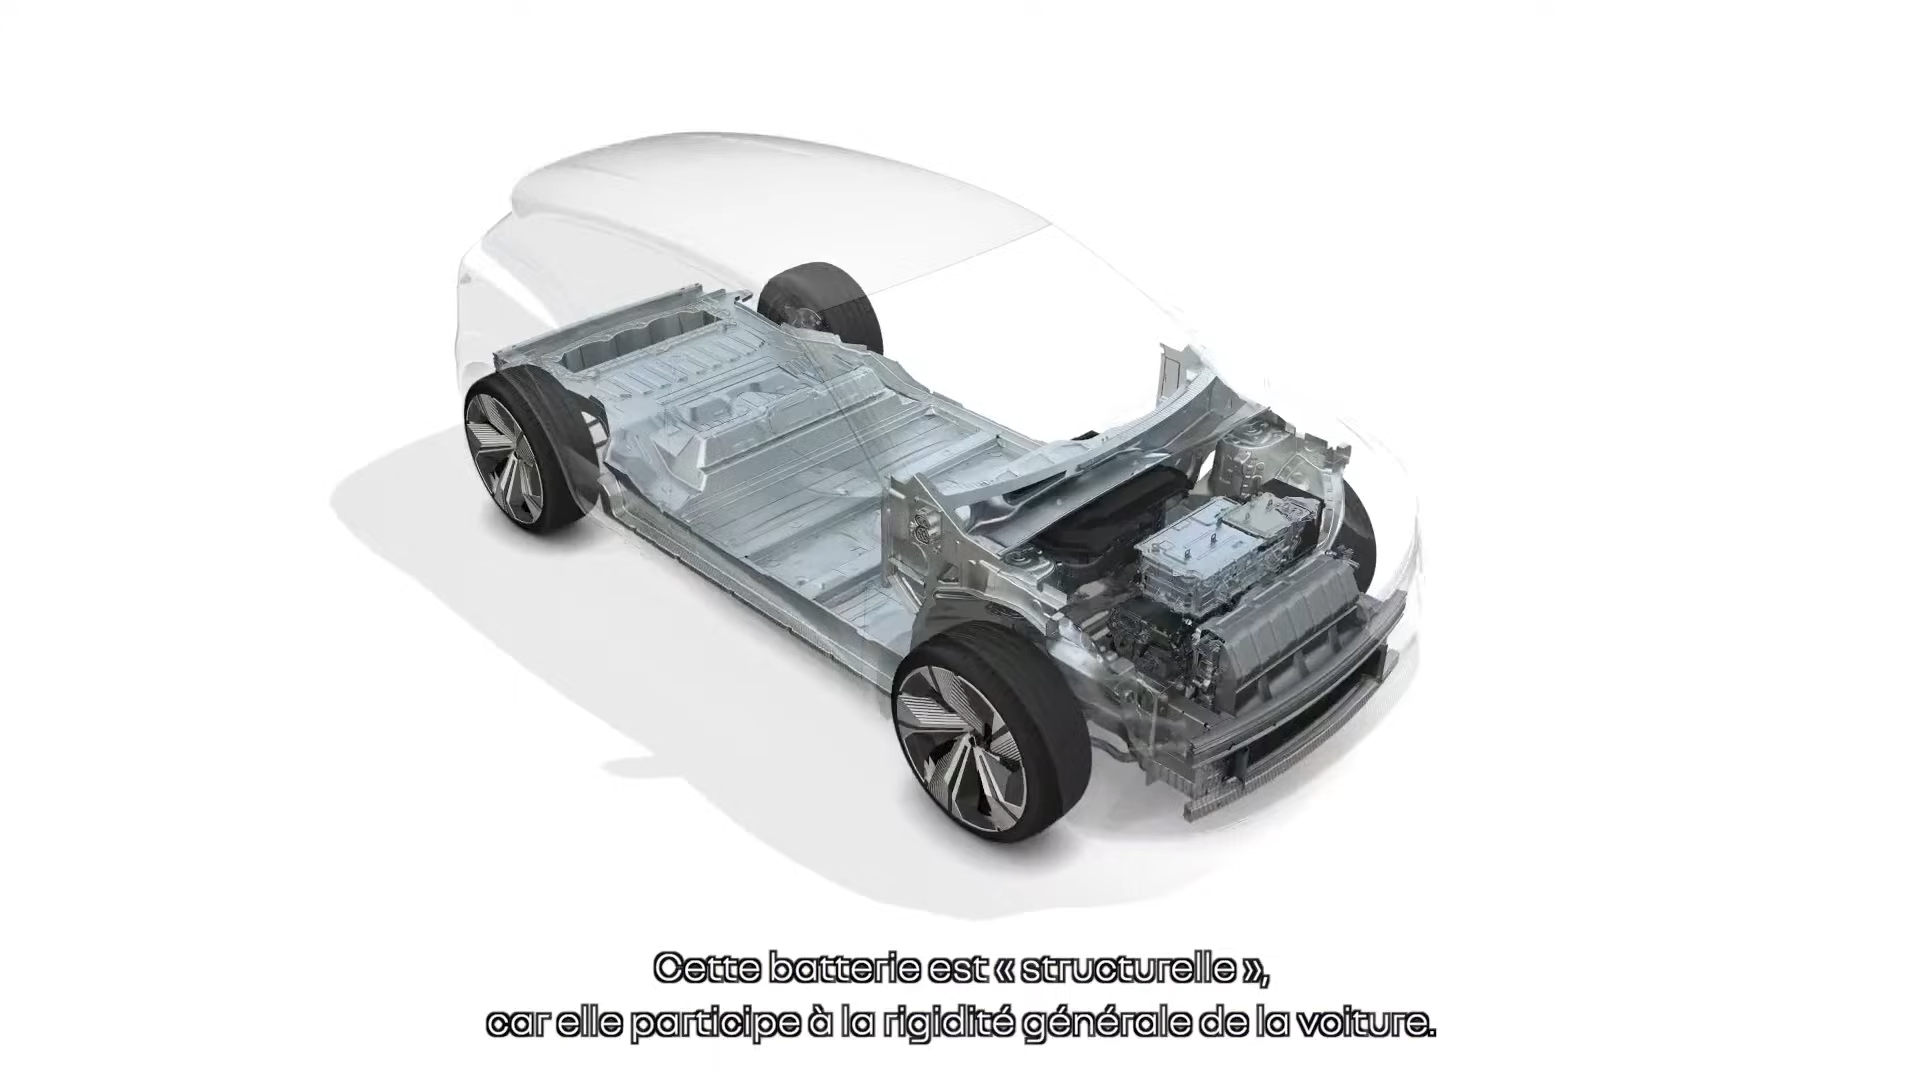 Cette batterie est « structurelle »,
car elle participe à la rigidité générale de la voiture.